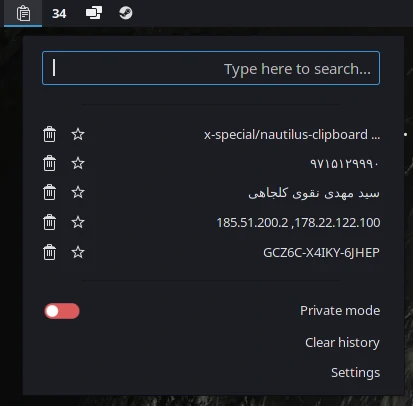 34
Type here to search...
x-special/nautilus-clipboard ...
۹۷۱۵۱۲۹۹۹۰
سید مهدی نقوی کلجاهی
185.51.200.2 ,178.22.122.100
GCZ6C-X4IKY-6JHEP
Private mode
Clear history
Settings